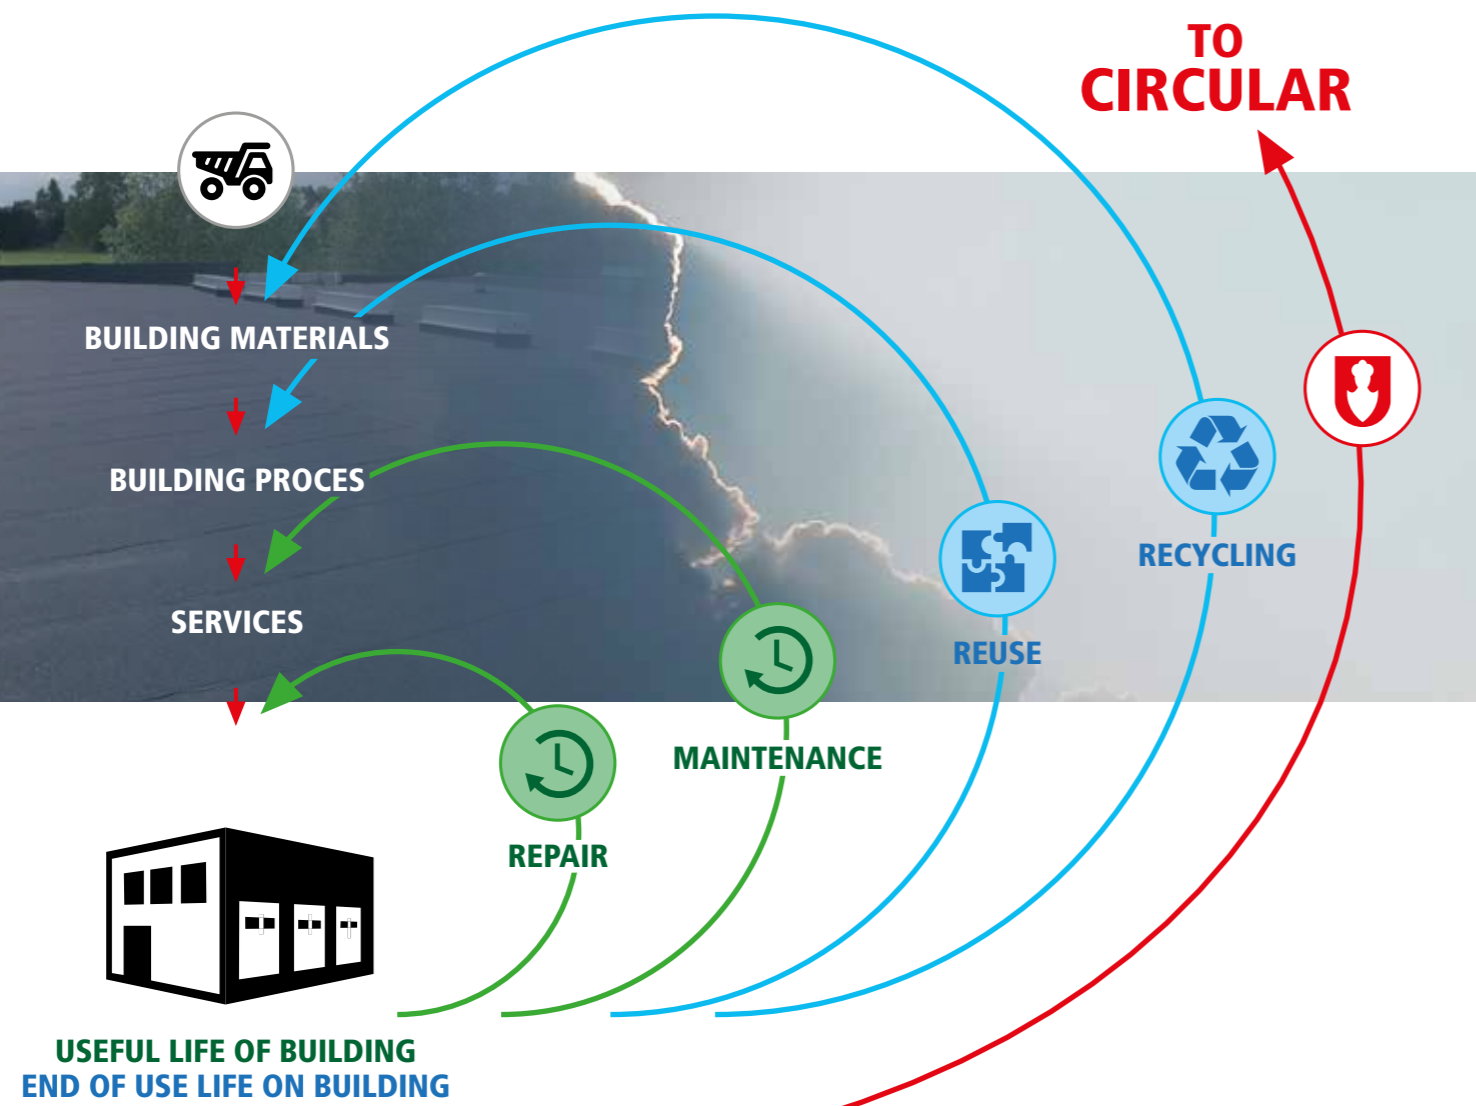 TO
CIRCULAR
BUILDING MATERIALS
BUILDING PROCES
SERVICES
RECYCLING
REUSE
MAINTENANCE
REPAIR
USEFUL LIFE OF BUILDING
END OF USE LIFE ON BUILDING